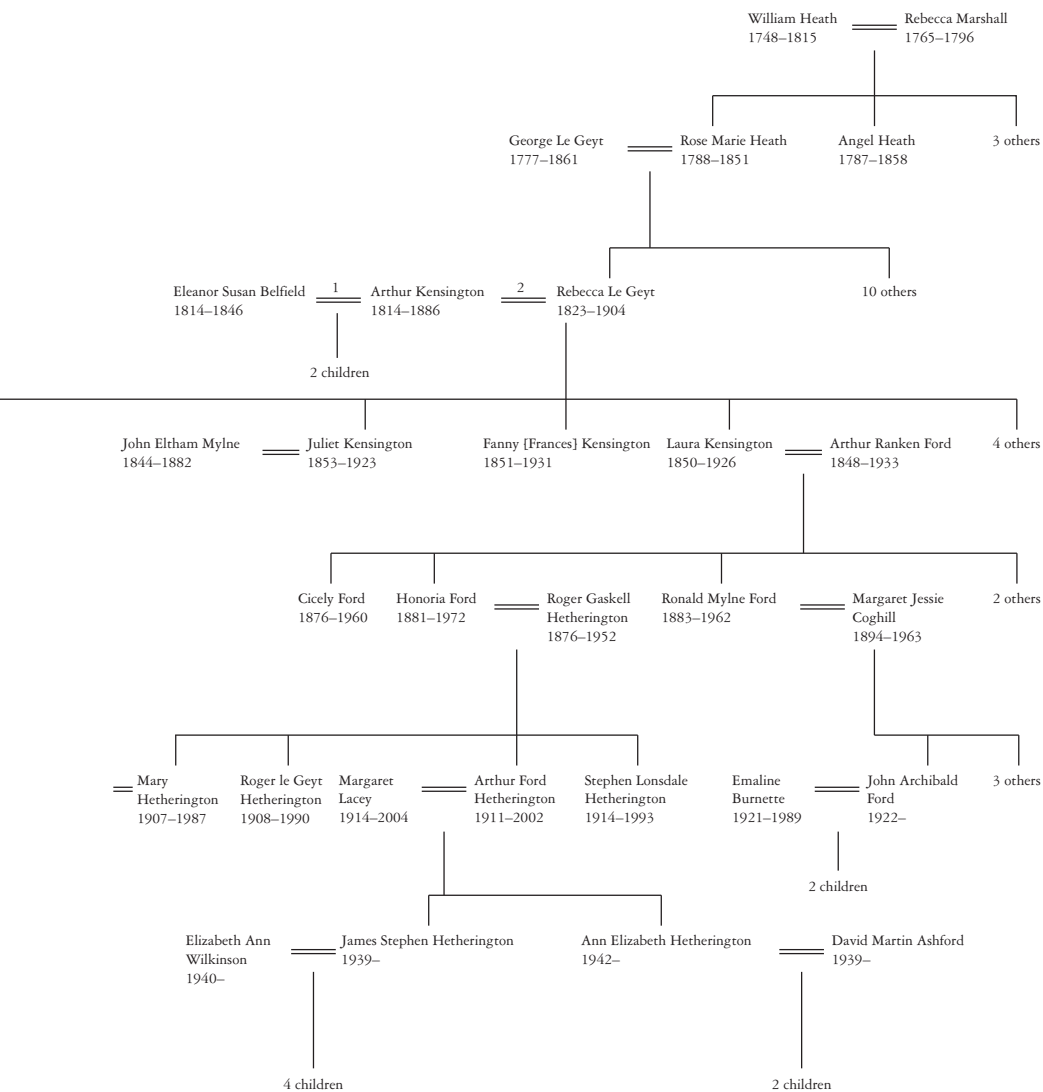 William Heath
1748–1815
Rebecca Marshall
1765–1796
George Le Geyt
1777–1861
Rose Marie Heath
1788–1851
Angel Heath
1787–1858
3 others
Eleanor Susan Belfield
1814–1846
1
Arthur Kensington
1814–1886
2
Rebecca Le Geyt
1823–1904
10 others
2 children
John Eltham Mylne
1844–1882
Juliet Kensington
1853–1923
Fanny [Frances] Kensington
1851–1931
Laura Kensington
1850–1926
Arthur Ranken Ford
1848–1933
4 others
Cicely Ford
1876–1960
Honoria Ford
1881–1972
Roger Gaskell
Hetherington
1876–1952
Ronald Mylne Ford
1883–1962
Margaret Jessie
Coghill
1894–1963
2 others
Mary
Hetherington
1907–1987
Roger le Geyt
Hetherington
1908–1990
Margaret
Lacey
1914–2004
Arthur Ford
Hetherington
1911–2002
Stephen Lonsdale
Hetherington
1914–1993
Emaline
Burnette
1921–1989
John Archibald
Ford
1922–
3 others
2 children
Elizabeth Ann
Wilkinson
1940–
James Stephen Hetherington
1939–
Ann Elizabeth Hetherington
1942–
David Martin Ashford
1939–
4 children
2 children